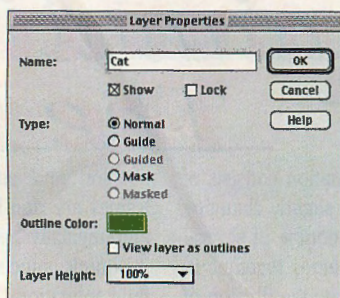 Layer Properties
Name: Cat OK
Show Lock Cancel
Type: Normal Help
Guide
Guided
Mask
Masked
Outline Color:
View layer as outlines
Layer Height: 100%